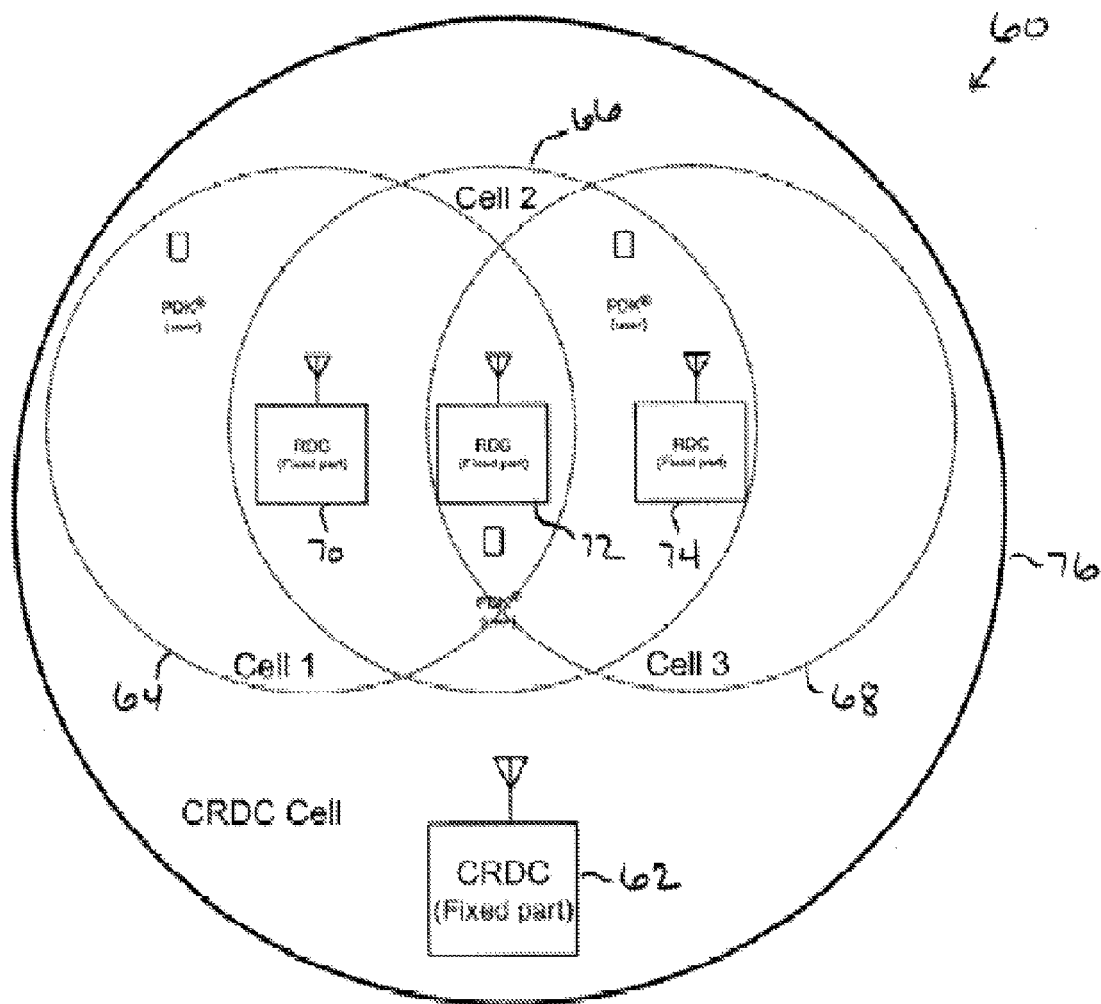 60
66
Cell 2
PDK®
(user)
PDK®
(user)
RDC
(Fixed part)
RDC
(Fixed part)
RDC
(Fixed part)
70
72
74
76
PDK®
Cell 1
Cell 3
64
68
CRDC Cell
CRDC
(Fixed part)
62